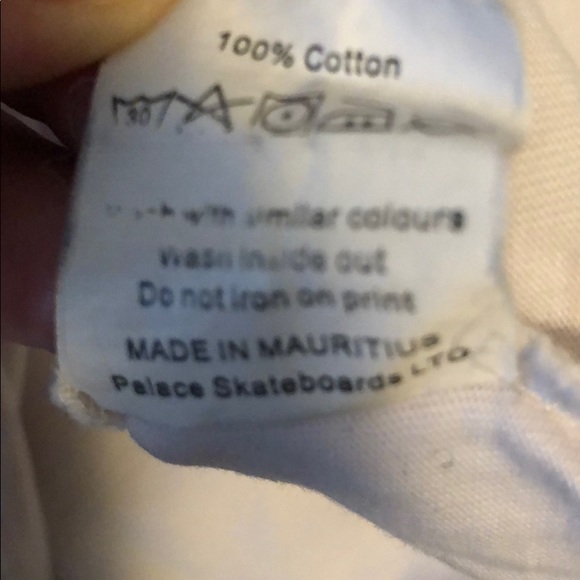 100% Cotton
30
with similar colours
Wash inside out
Do not iron on print
MADE IN MAURITIUS
Palace Skateboards LTD